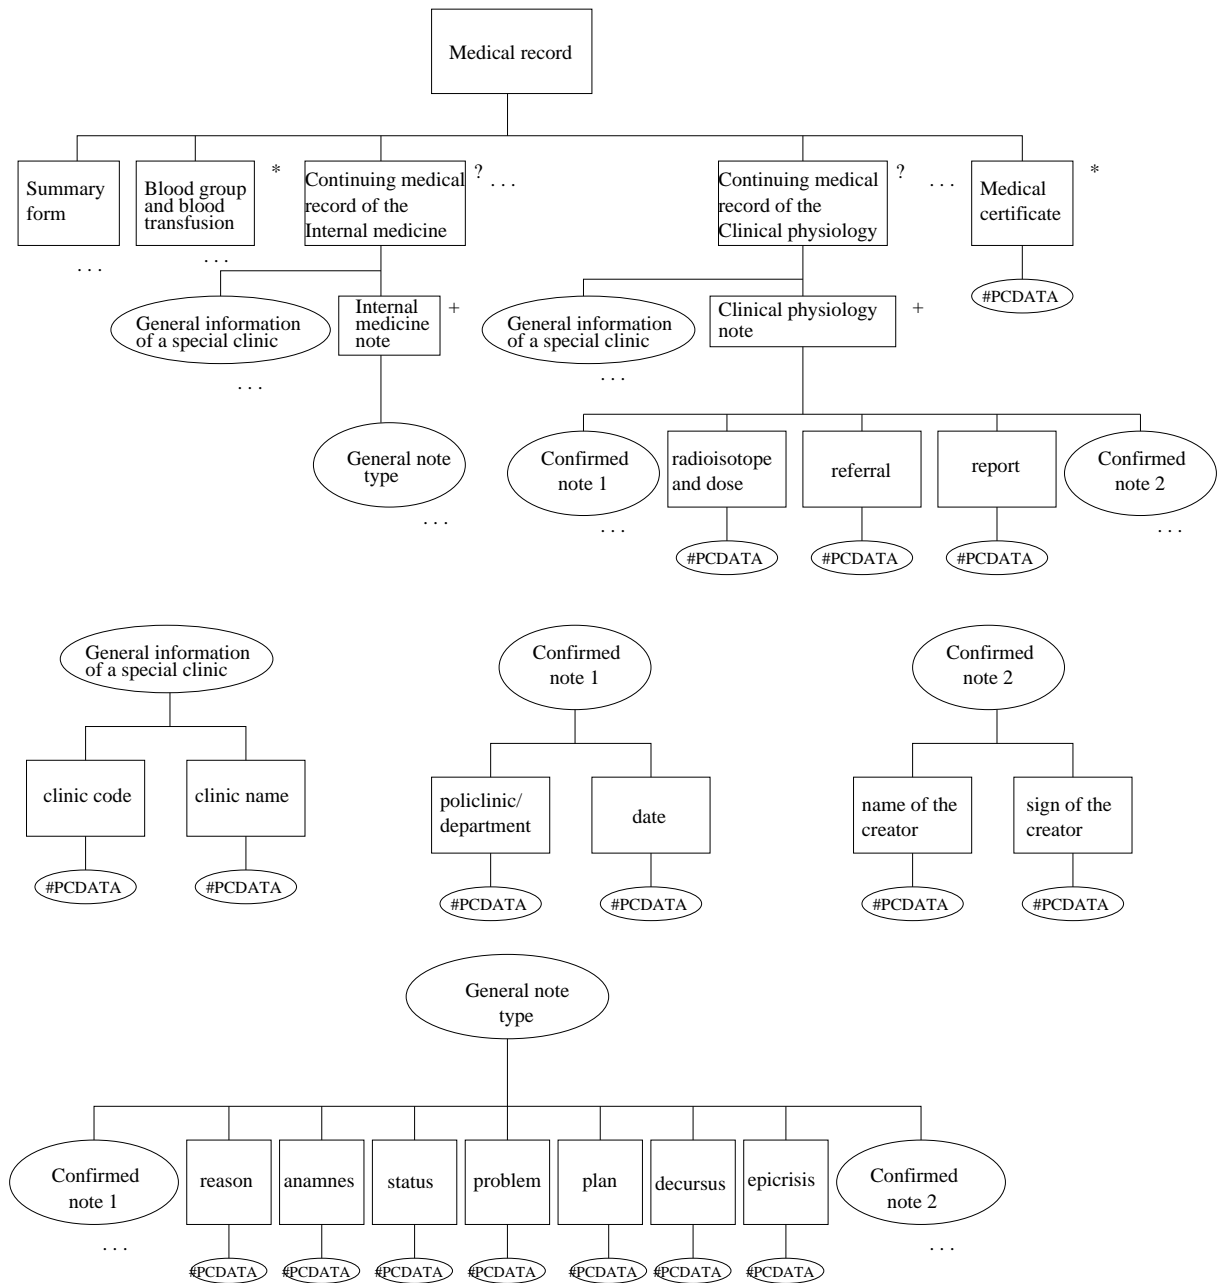 Medical record
Summary
form
Blood group
and blood
transfusion
*
Continuing medical
record of the
Internal medicine
?
. . .
Continuing medical
record of the
Clinical physiology
?
. . .
Medical
certificate
*
. . .
. . .
#PCDATA
General information
of a special clinic
. . .
Internal
medicine
note
+
General information
of a special clinic
. . .
Clinical physiology
note
+
General note
type
. . .
Confirmed
note 1
. . .
radioisotope
and dose
referral
report
Confirmed
note 2
. . .
#PCDATA
#PCDATA
#PCDATA
General information
of a special clinic
clinic code
clinic name
#PCDATA
#PCDATA
Confirmed
note 1
policlinic/
department
date
#PCDATA
#PCDATA
Confirmed
note 2
name of the
creator
sign of the
creator
#PCDATA
#PCDATA
General note
type
Confirmed
note 1
. . .
reason
anamnes
status
problem
plan
decursus
epicrisis
Confirmed
note 2
. . .
#PCDATA
#PCDATA
#PCDATA
#PCDATA
#PCDATA
#PCDATA
#PCDATA